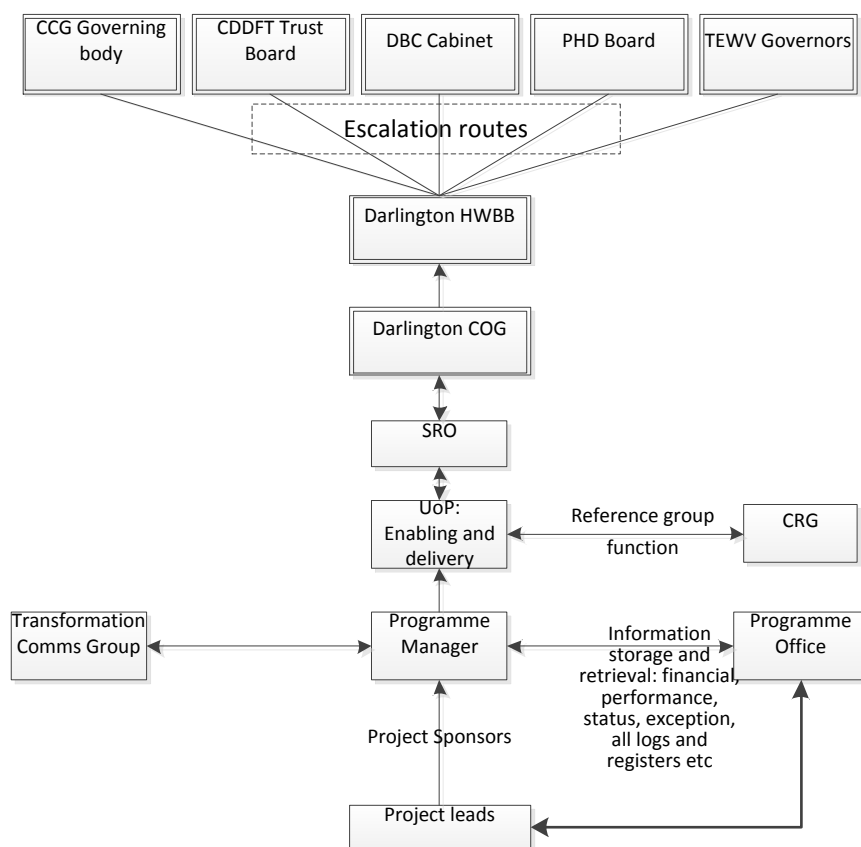 CCG Governing
body
CDDFT Trust
Board
DBC Cabinet
PHD Board
TEWV Governors
Escalation routes
Darlington HWBB
Darlington COG
SRO
UoP:
Enabling and
delivery
Reference group
function
CRG
Transformation
Comms Group
Programme
Manager
Information
storage and
retrieval: financial,
performance,
status, exception,
all logs and
registers etc
Programme
Office
Project Sponsors
Project leads